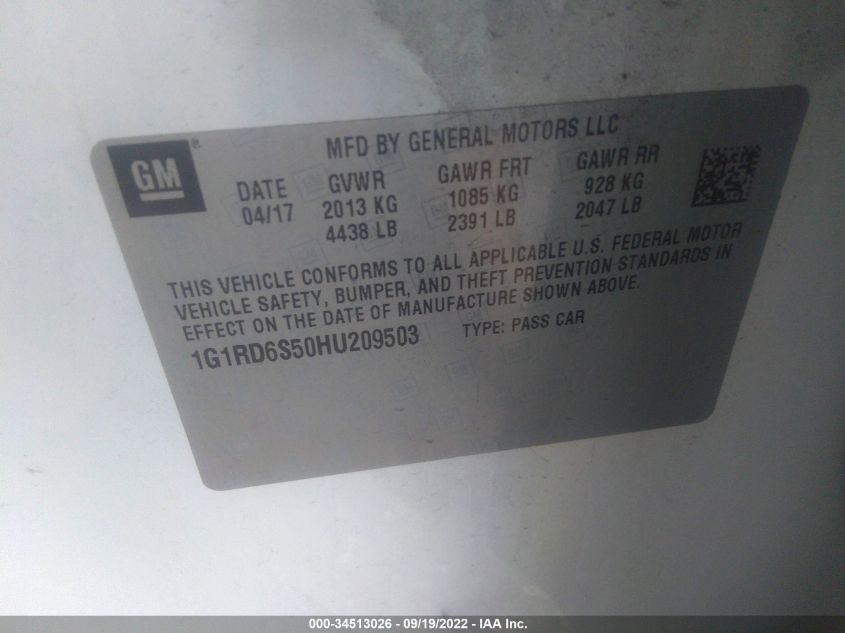 MFD BY GENERAL MOTORS LLC
GM®
DATE GVWR GAWR FRT GAWR RR
04/17 2013 KG 1085 KG 928 KG
4438 LB 2391 LB 2047 LB
THIS VEHICLE CONFORMS TO ALL APPLICABLE U.S. FEDERAL MOTOR
VEHICLE SAFETY, BUMPER, AND THEFT PREVENTION STANDARDS IN
EFFECT ON THE DATE OF MANUFACTURE SHOWN ABOVE.
1G1RD6S50HU209503 TYPE: PASS CAR
000-34513026 - 09/19/2022 - IAA Inc.